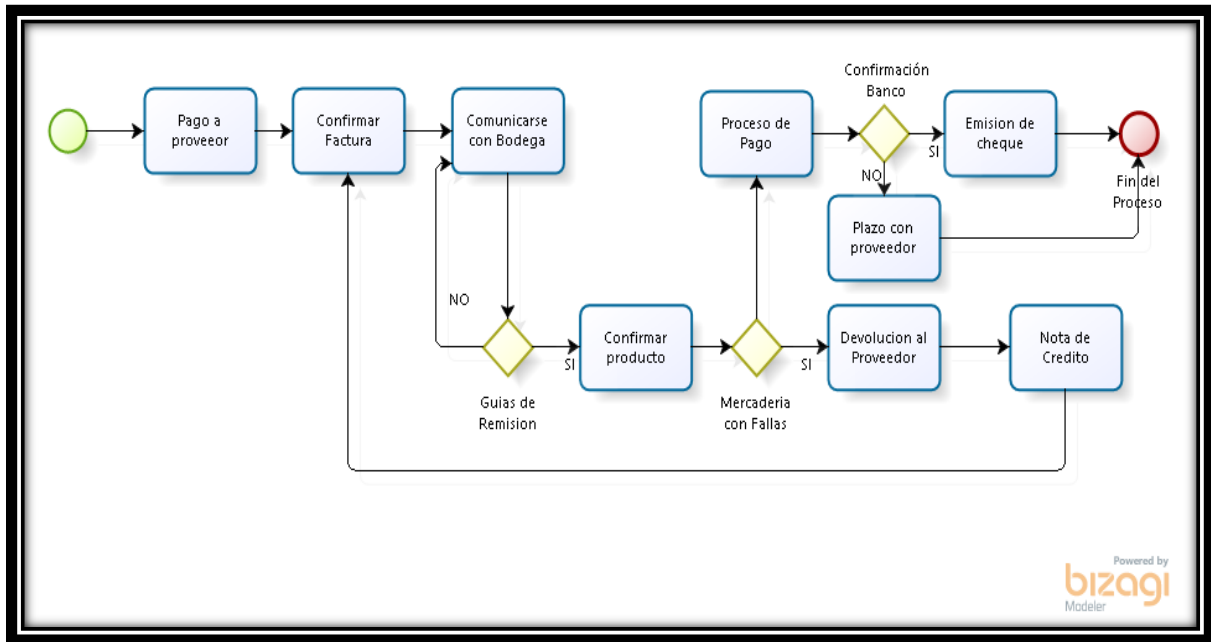 Pago a
proveeor
Confirmar
Factura
Comunicarse
con Bodega
NO
Guias de
Remision
SI
Confirmar
producto
Mercaderia
con Fallas
SI
Proceso de
Pago
Confirmación
Banco
SI
NO
Emision de
cheque
Plazo con
proveedor
Fin del
Proceso
Devolucion al
Proveedor
Nota de
Credito
Powered by
bizagi
Modeler